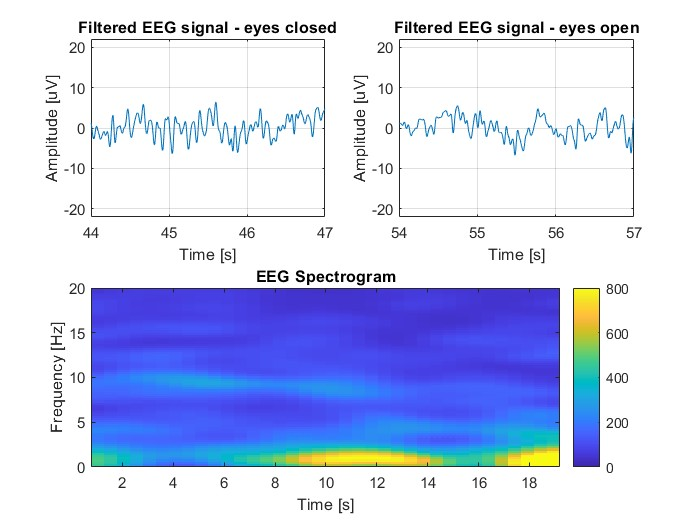 Filtered EEG signal - eyes closed
Filtered EEG signal - eyes open
20
10
0
-10
-20
Amplitude [uV]
44 45 46 47
Time [s]
20
10
0
-10
-20
Amplitude [uV]
54 55 56 57
Time [s]
EEG Spectrogram
20
15
10
5
0
Frequency [Hz]
2 4 6 8 10 12 14 16 18
Time [s]
800
600
400
200
0